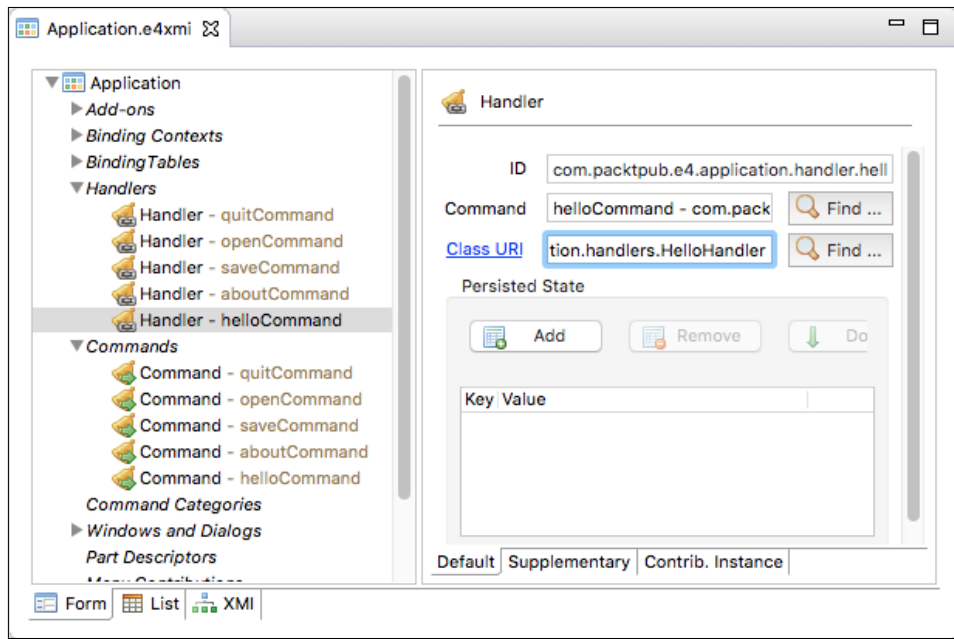 Application.e4xmi
Application
Add-ons
Binding Contexts
BindingTables
Handlers
Handler - quitCommand
Handler - openCommand
Handler - saveCommand
Handler - aboutCommand
Handler - helloCommand
Commands
Command - quitCommand
Command - openCommand
Command - saveCommand
Command - aboutCommand
Command - helloCommand
Command Categories
Windows and Dialogs
Part Descriptors
Handler
ID com.packtpub.e4.application.handler.hell
Command helloCommand - com.pack Find ...
Class URI tion.handlers.HelloHandler Find ...
Persisted State
Add Remove Do
Key Value
Default Supplementary Contrib. Instance
Form List XMI